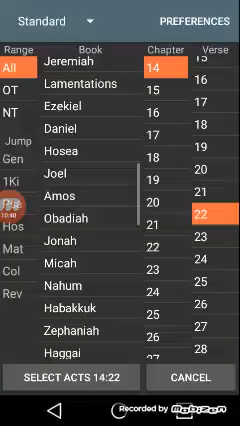 Standard PREFERENCES
Range Book Chapter Verse
All
OT
NT
Jump
Gen
1Ki
Hos
Mat
Col
Rev
10:40
Jeremiah
Lamentations
Ezekiel
Daniel
Hosea
Joel
Amos
Obadiah
Jonah
Micah
Nahum
Habakkuk
Zephaniah
Haggai
14
15
16
17
18
19
20
21
22
23
24
25
26
27
15
16
17
18
19
20
21
22
23
24
25
26
27
28
SELECT ACTS 14:22 CANCEL
Recorded by mobizen